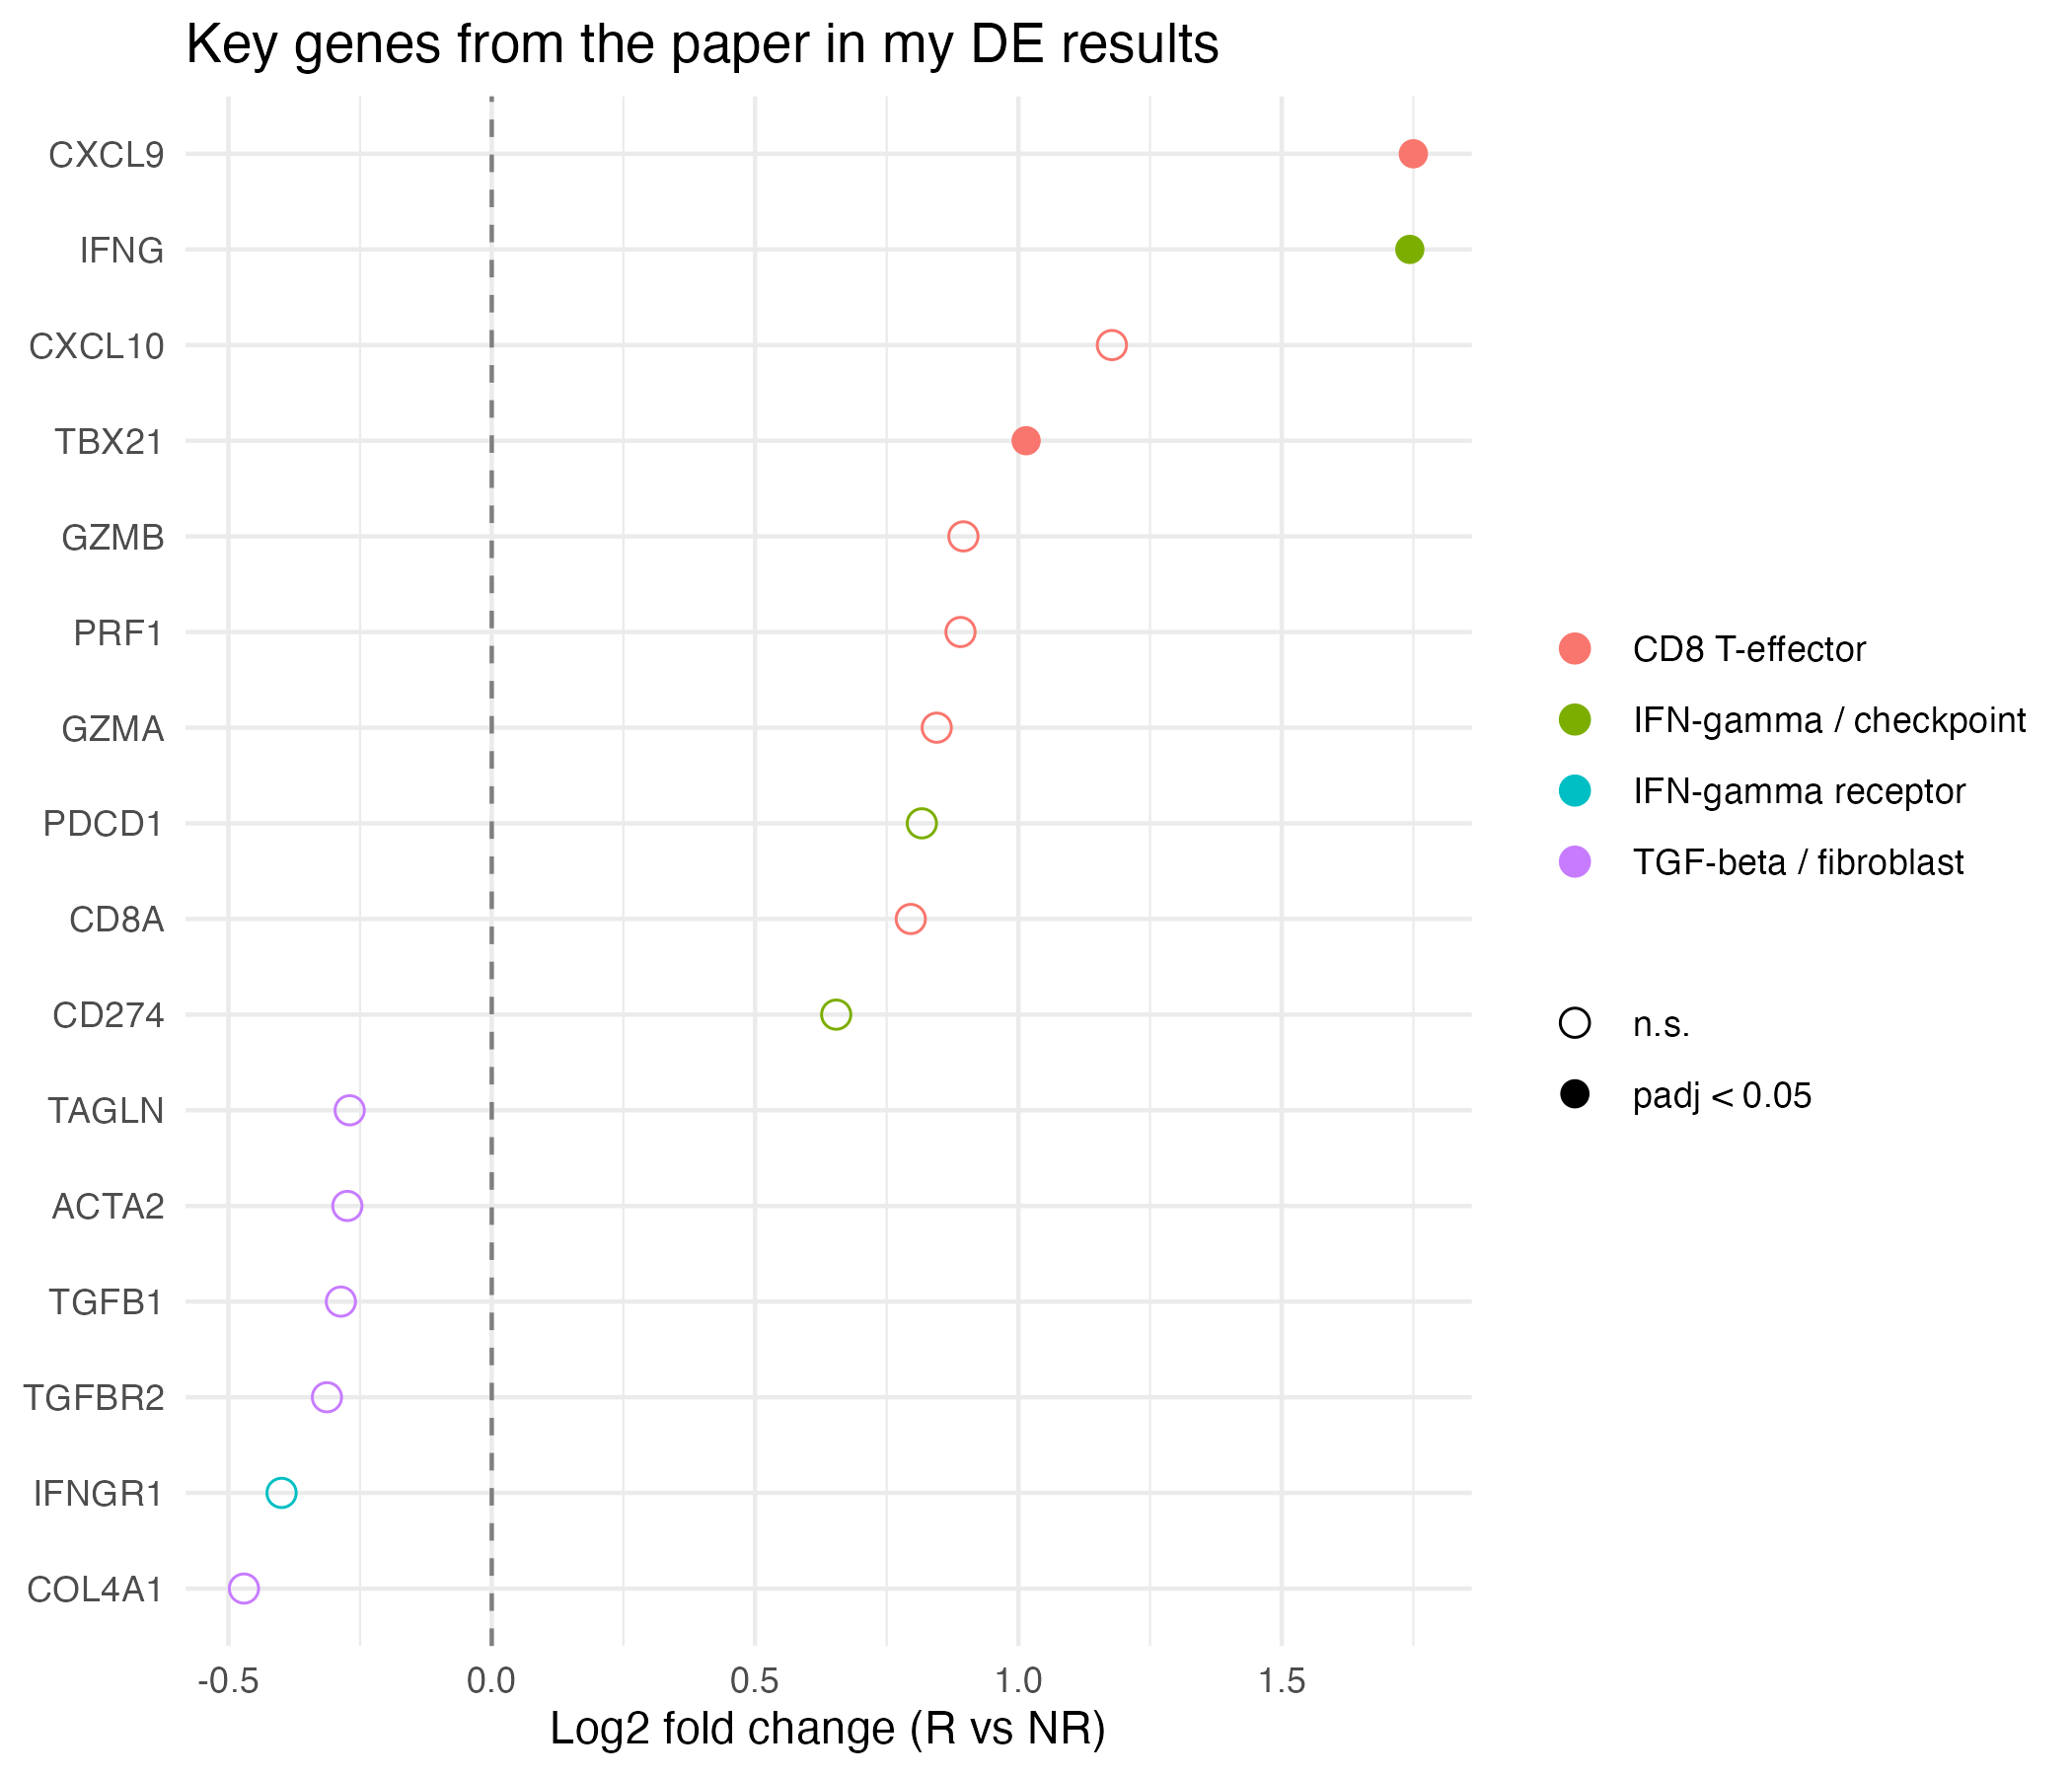 Key genes from the paper in my DE results
CXCL9
IFNG
CXCL10
TBX21
GZMB
PRF1
GZMA
PDCD1
CD8A
CD274
TAGLN
ACTA2
TGFB1
TGFBR2
IFNGR1
COL4A1
-0.5 0.0 0.5 1.0 1.5
Log2 fold change (R vs NR)
CD8 T-effector
IFN-gamma / checkpoint
IFN-gamma receptor
TGF-beta / fibroblast
n.s.
padj < 0.05